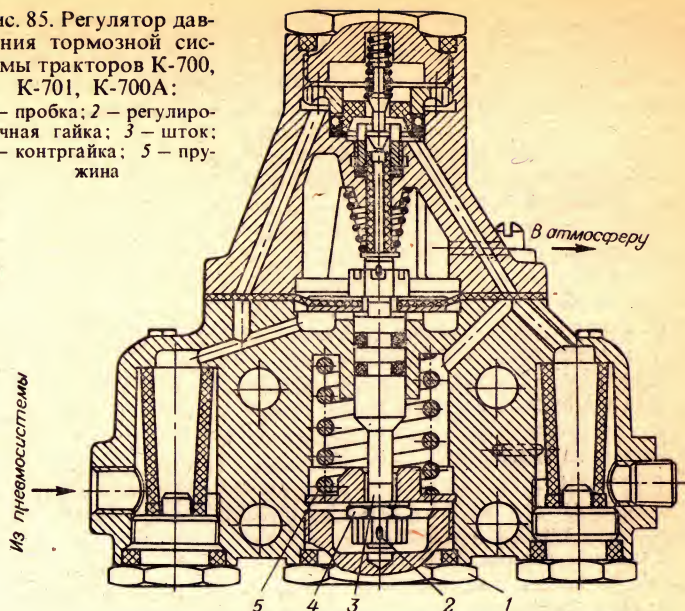 ис. 85. Регулятор дав-
ния тормозной сис-
мы тракторов К-700,
К-701, К-700А:
— пробка; 2 — регулиро-
чная гайка; 3 — шток;
— контргайка; 5 — пру-
жина
В атмосферу
Из пневмосистемы
5 4 3 2 1